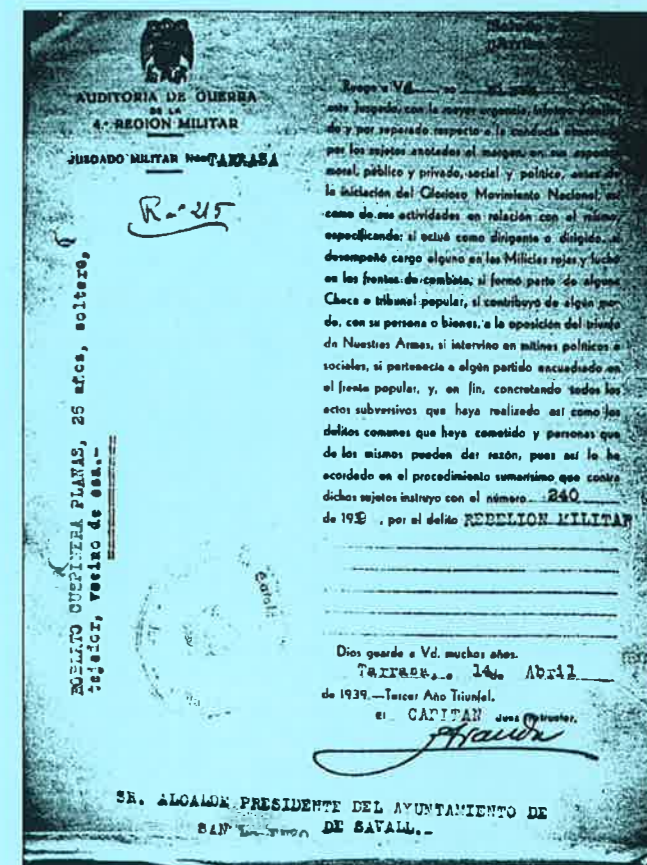 AUDITORIA DE GUERRA
DE LA
4.ª REGION MILITAR
JUZGADO MILITAR TARRASA
R nº 215
ROBERTO CUSPINERA PLANAS, 25 años, soltero,
tejedor, vecino de esa.-
Ruego a Vd.
este Juzgado, con la mayor urgencia,
do y por separado respecto a la conducta
por los sujetos anotados al margen, en su aspecto
moral, público y privado, social y político, antes de
la iniciación del Glorioso Movimiento Nacional, así
como de sus actividades en relación con el mismo,
especificando: si actuó como dirigente o dirigido, si
desempeñó cargo alguno en las Milicias rojas y luchó
en los frentes de combate; si formó parte de alguna
Checa o tribunal popular, si contribuyó de algún mo-
do, con su persona o bienes, a la oposición del triunfo
de Nuestras Armas, si intervino en mítines políticos o
sociales, si pertenecía a algún partido encuadrado en
el frente popular, y, en fin, concretando todos los
actos subversivos que haya realizado así como los
delitos comunes que haya cometido y personas que
de los mismos pueden dar razón, pues así lo he
acordado en el procedimiento sumarísimo que contra
dichos sujetos instruyo con el número 240
de 1939, por el delito REBELION MILITAR
Dios guarde a Vd. muchos años.
Tarrasa, a 14 Abril
de 1939.—Tercer Año Triunfal.
El CAPITAN Juez Instructor.
SR. ALCALDE PRESIDENTE DEL AYUNTAMIENTO DE
SAN DE SAVALL.-